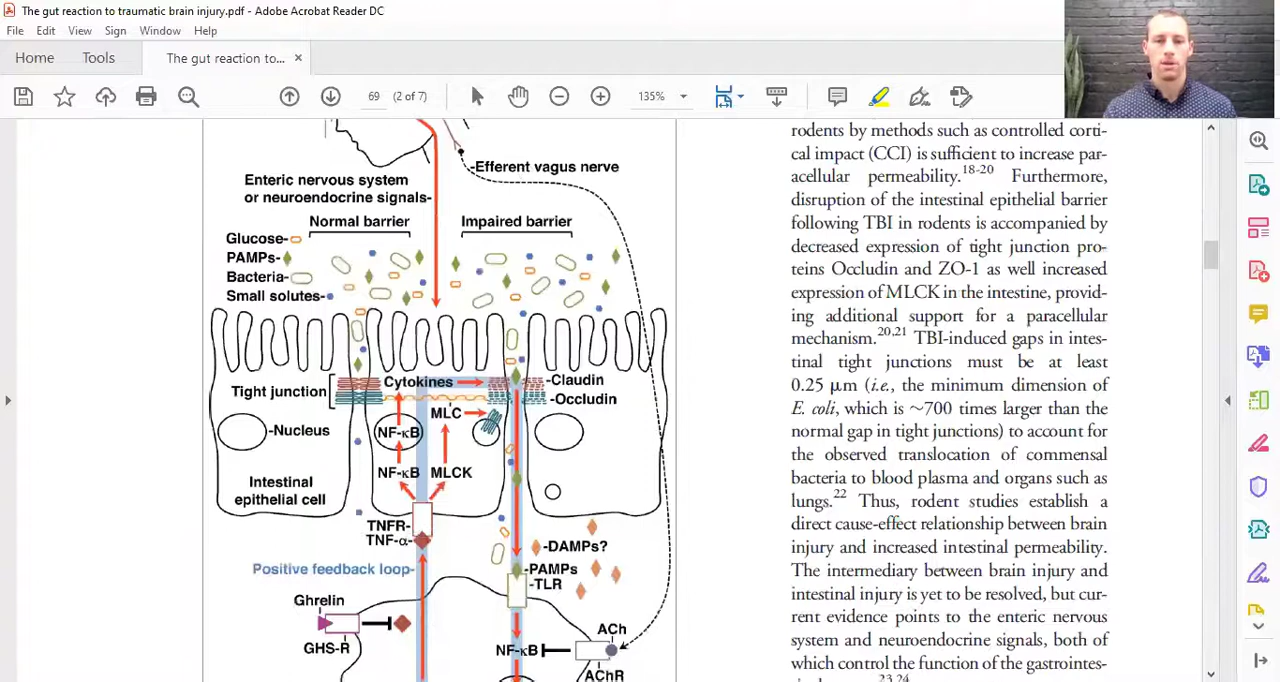 The gut reaction to traumatic brain injury.pdf - Adobe Acrobat Reader DC
File Edit View Sign Window Help
Home Tools The gut reaction to... ×
69 (2 of 7) 135%
-Efferent vagus nerve
Enteric nervous system
or neuroendocrine signals-
Normal barrier Impaired barrier
Glucose-
PAMPs-
Bacteria-
Small solutes-
Tight junction
Cytokines
-Claudin
-Occludin
MLC
-Nucleus
NF-κB
NF-κB MLCK
Intestinal
epithelial cell
TNFR-
TNF-α-
-DAMPs?
-PAMPs
-TLR
Positive feedback loop-
Ghrelin
GHS-R
ACh
NF-κB
AChR
rodents by methods such as controlled corti-
cal impact (CCI) is sufficient to increase par-
acellular permeability.18-20 Furthermore,
disruption of the intestinal epithelial barrier
following TBI in rodents is accompanied by
decreased expression of tight junction pro-
teins Occludin and ZO-1 as well increased
expression of MLCK in the intestine, provid-
ing additional support for a paracellular
mechanism.20,21 TBI-induced gaps in intes-
tinal tight junctions must be at least
0.25 μm (i.e., the minimum dimension of
E. coli, which is ~700 times larger than the
normal gap in tight junctions) to account for
the observed translocation of commensal
bacteria to blood plasma and organs such as
lungs.22 Thus, rodent studies establish a
direct cause-effect relationship between brain
injury and increased intestinal permeability.
The intermediary between brain injury and
intestinal injury is yet to be resolved, but cur-
rent evidence points to the enteric nervous
system and neuroendocrine signals, both of
which control the function of the gastrointes-
23,24